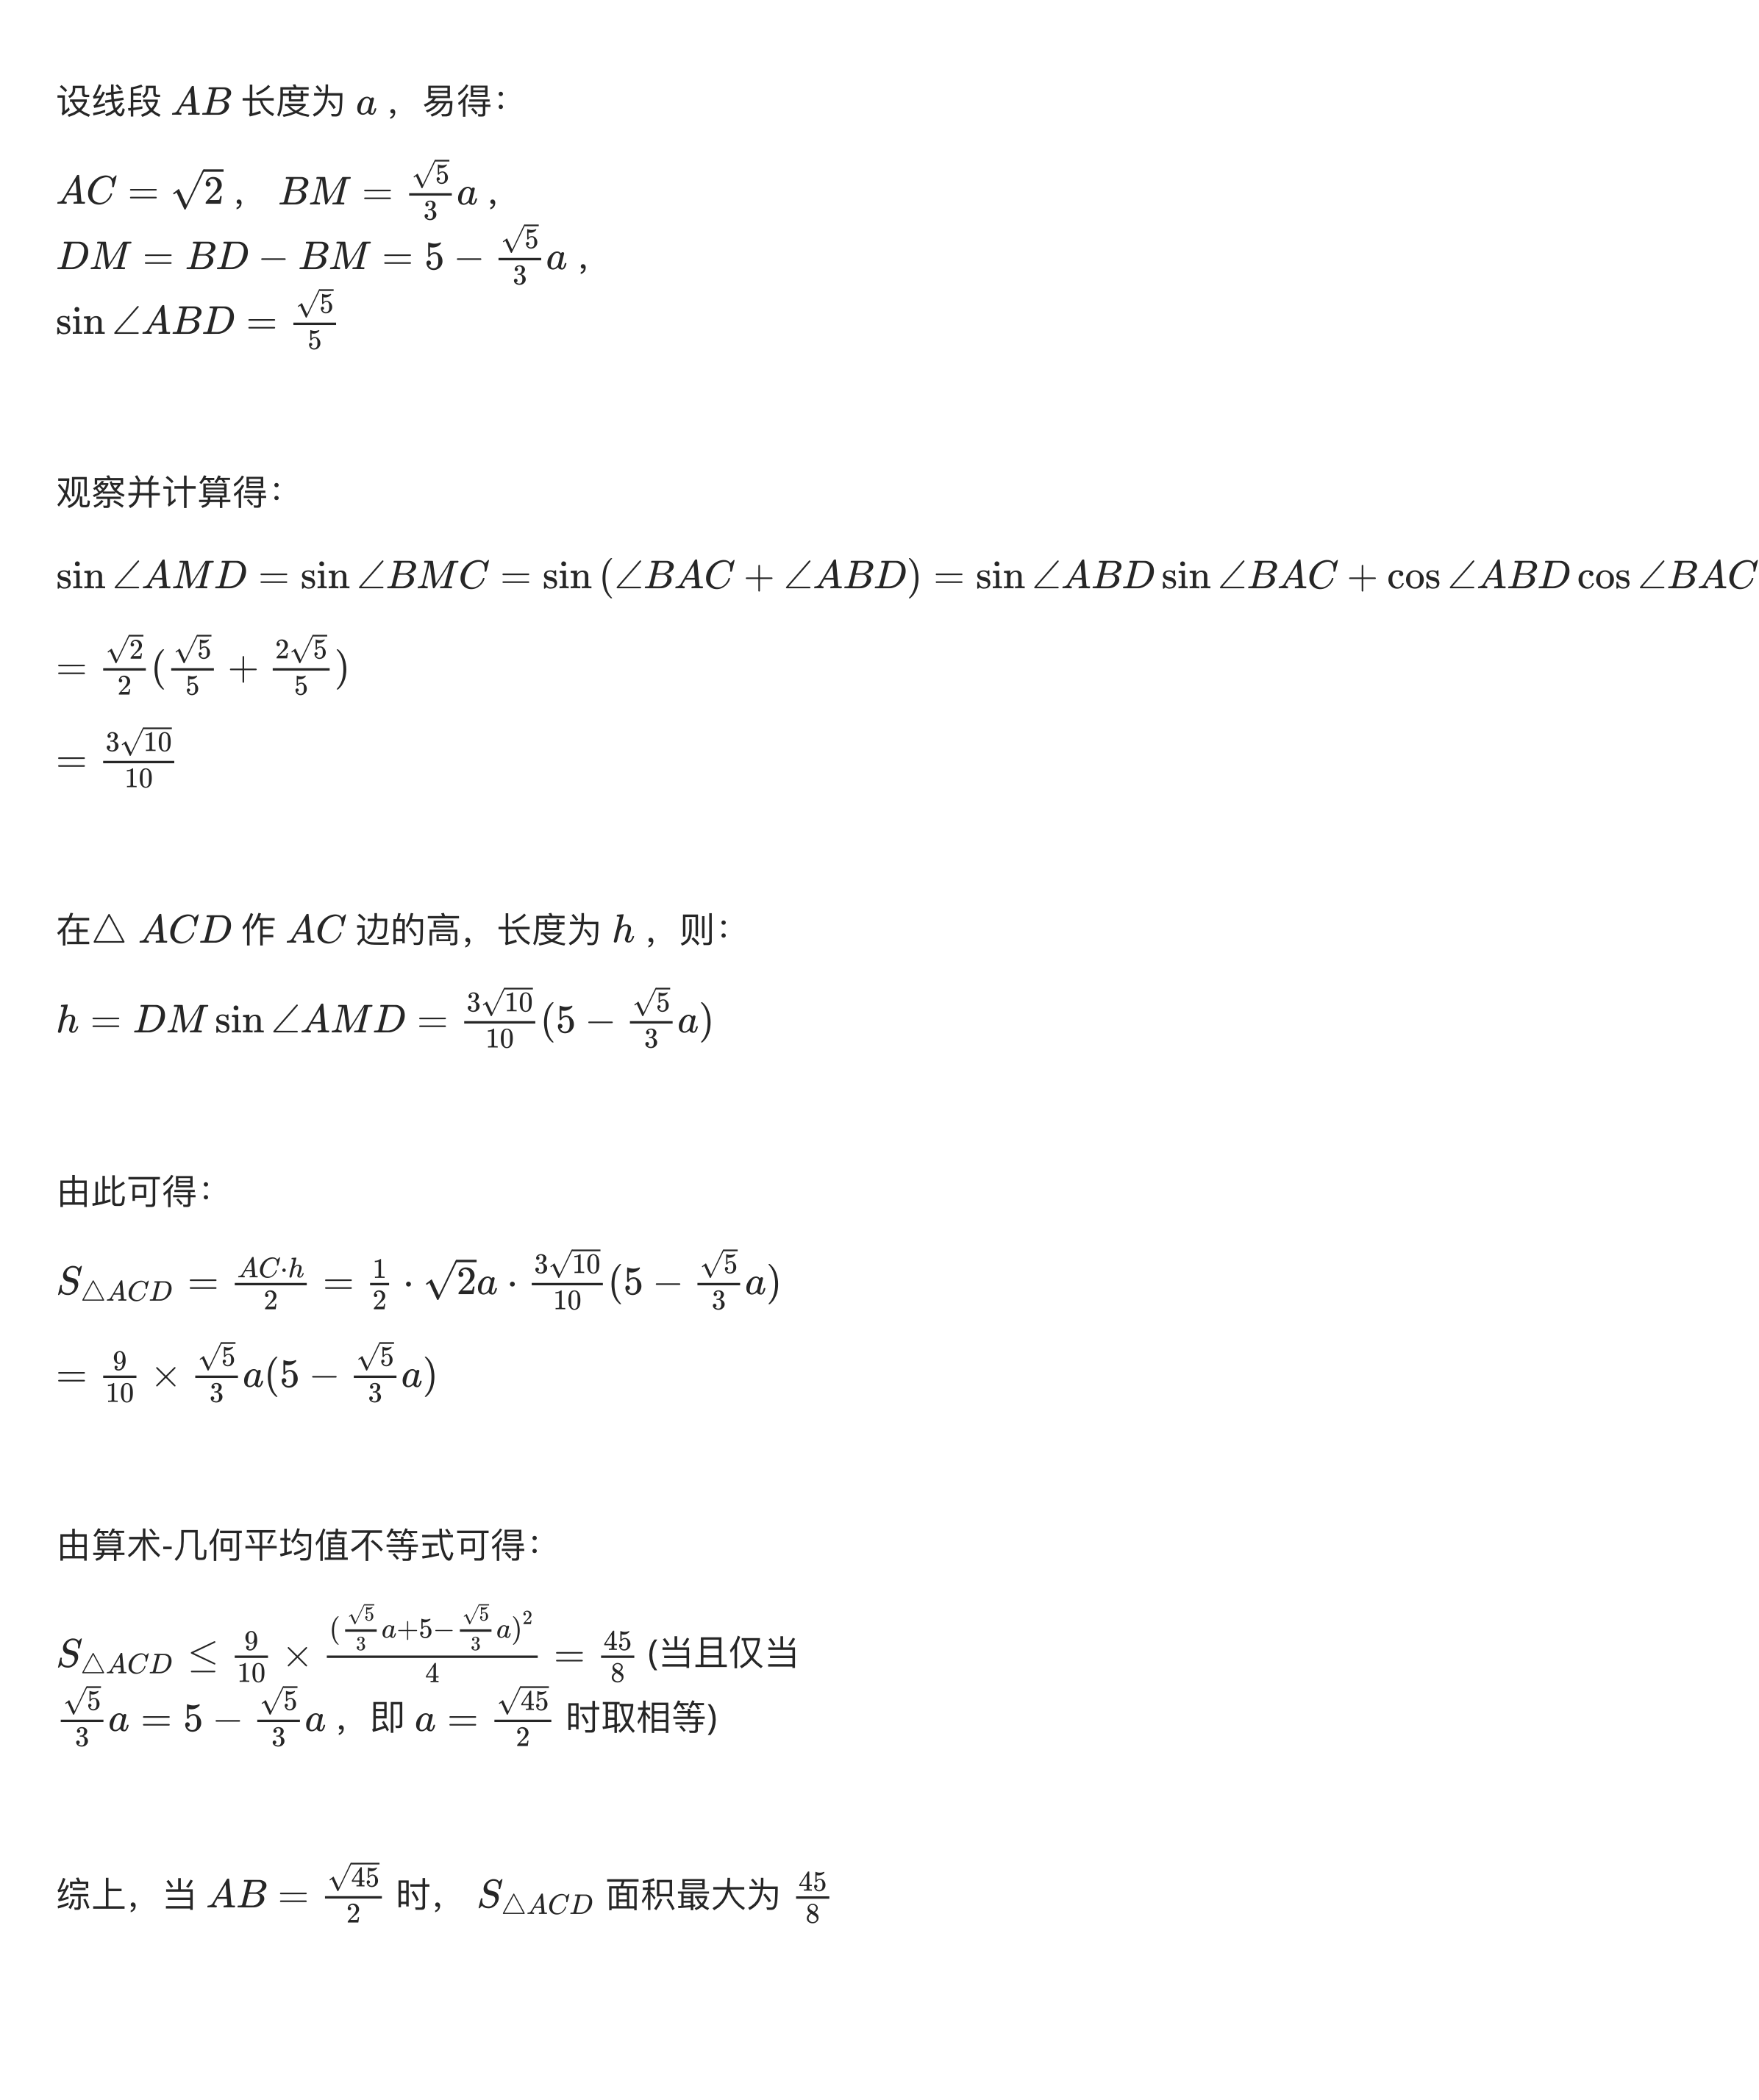 设线段 $AB$ 长度为 $a$ ，易得：
$AC = \sqrt{2}$ ， $BM = \frac{\sqrt{5}}{3}a$ ，
$DM = BD - BM = 5 - \frac{\sqrt{5}}{3}a$ ，
$\sin \angle ABD = \frac{\sqrt{5}}{5}$
观察并计算得：
$\sin \angle AMD = \sin \angle BMC = \sin (\angle BAC + \angle ABD) = \sin \angle ABD \sin \angle BAC + \cos \angle ABD \cos \angle BAC$
$= \frac{\sqrt{2}}{2}(\frac{\sqrt{5}}{5} + \frac{2\sqrt{5}}{5})$
$= \frac{3\sqrt{10}}{10}$
在△ $ACD$ 作 $AC$ 边的高，长度为 $h$ ，则：
$h = DM \sin \angle AMD = \frac{3\sqrt{10}}{10}(5 - \frac{\sqrt{5}}{3}a)$
由此可得：
$S_{\triangle ACD} = \frac{AC \cdot h}{2} = \frac{1}{2} \cdot \sqrt{2}a \cdot \frac{3\sqrt{10}}{10}(5 - \frac{\sqrt{5}}{3}a)$
$= \frac{9}{10} \times \frac{\sqrt{5}}{3}a(5 - \frac{\sqrt{5}}{3}a)$
由算术-几何平均值不等式可得：
$S_{\triangle ACD} \leq \frac{9}{10} \times \frac{(\frac{\sqrt{5}}{3}a + 5 - \frac{\sqrt{5}}{3}a)^2}{4} = \frac{45}{8}$ (当且仅当
$\frac{\sqrt{5}}{3}a = 5 - \frac{\sqrt{5}}{3}a$ ，即 $a = \frac{\sqrt{45}}{2}$ 时取相等)
综上，当 $AB = \frac{\sqrt{45}}{2}$ 时， $S_{\triangle ACD}$ 面积最大为 $\frac{45}{8}$